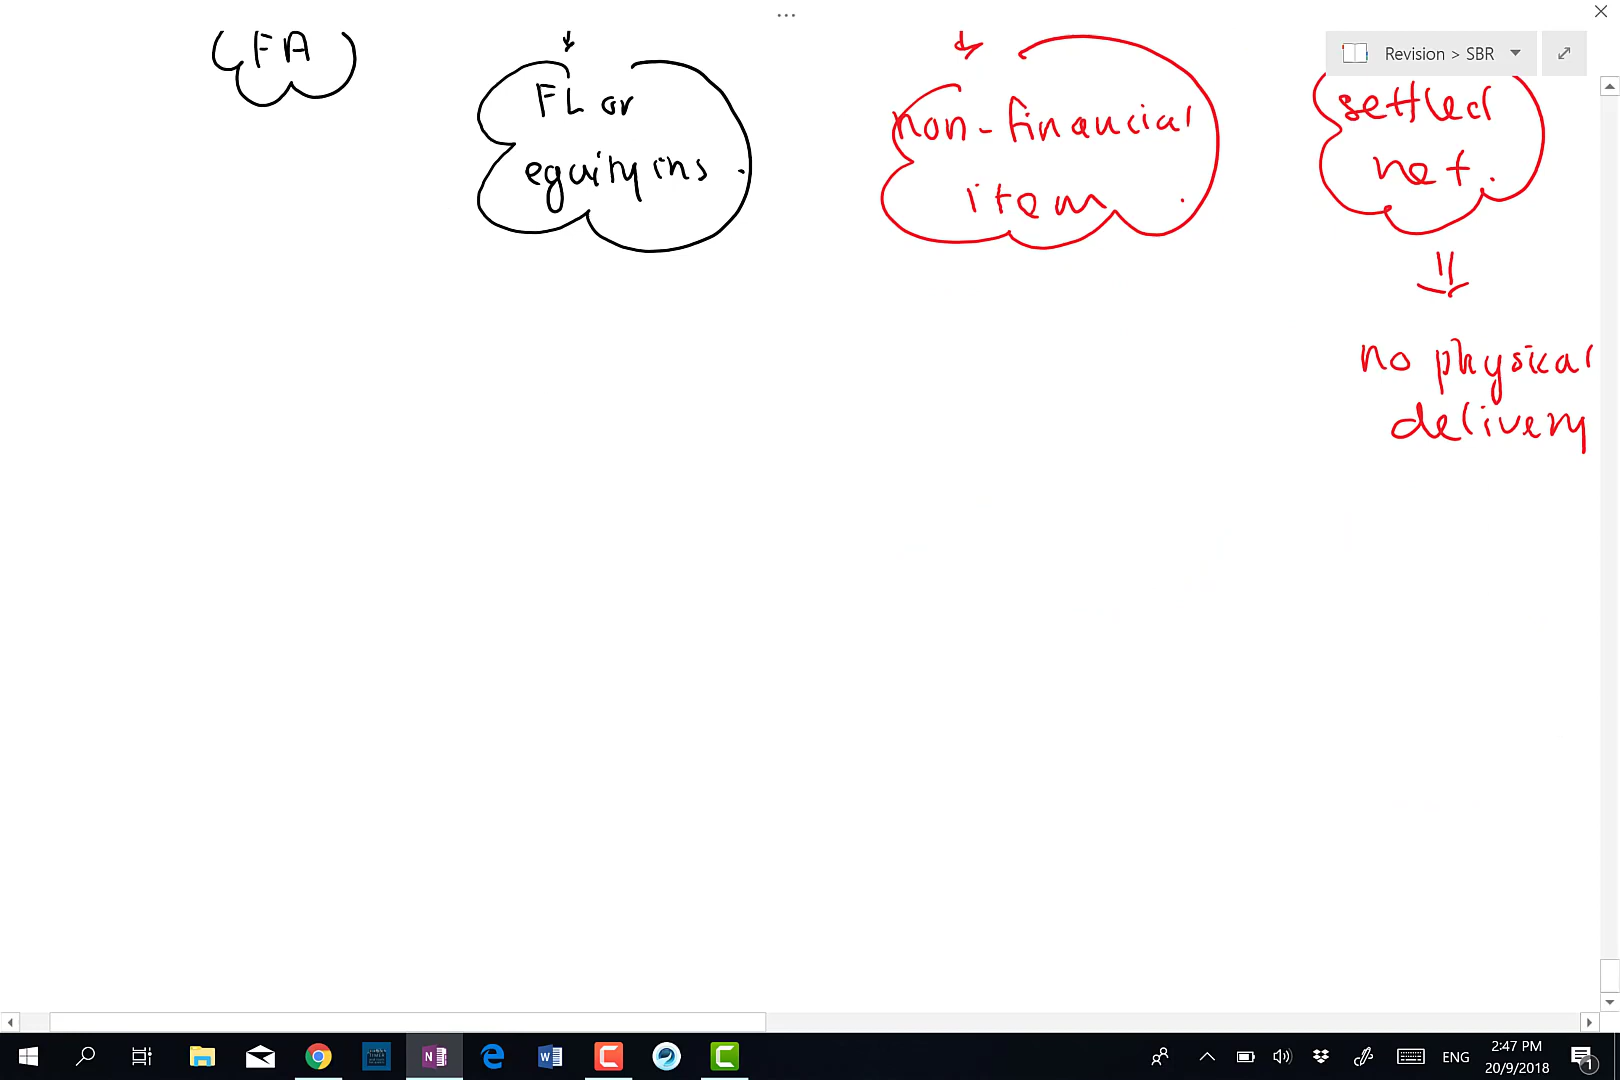 ...
Revision > SBR
FA
FL or
equity ins.
non-financial
item.
settled
net.
no physical
delivery
ENG
2:47 PM
20/9/2018
1